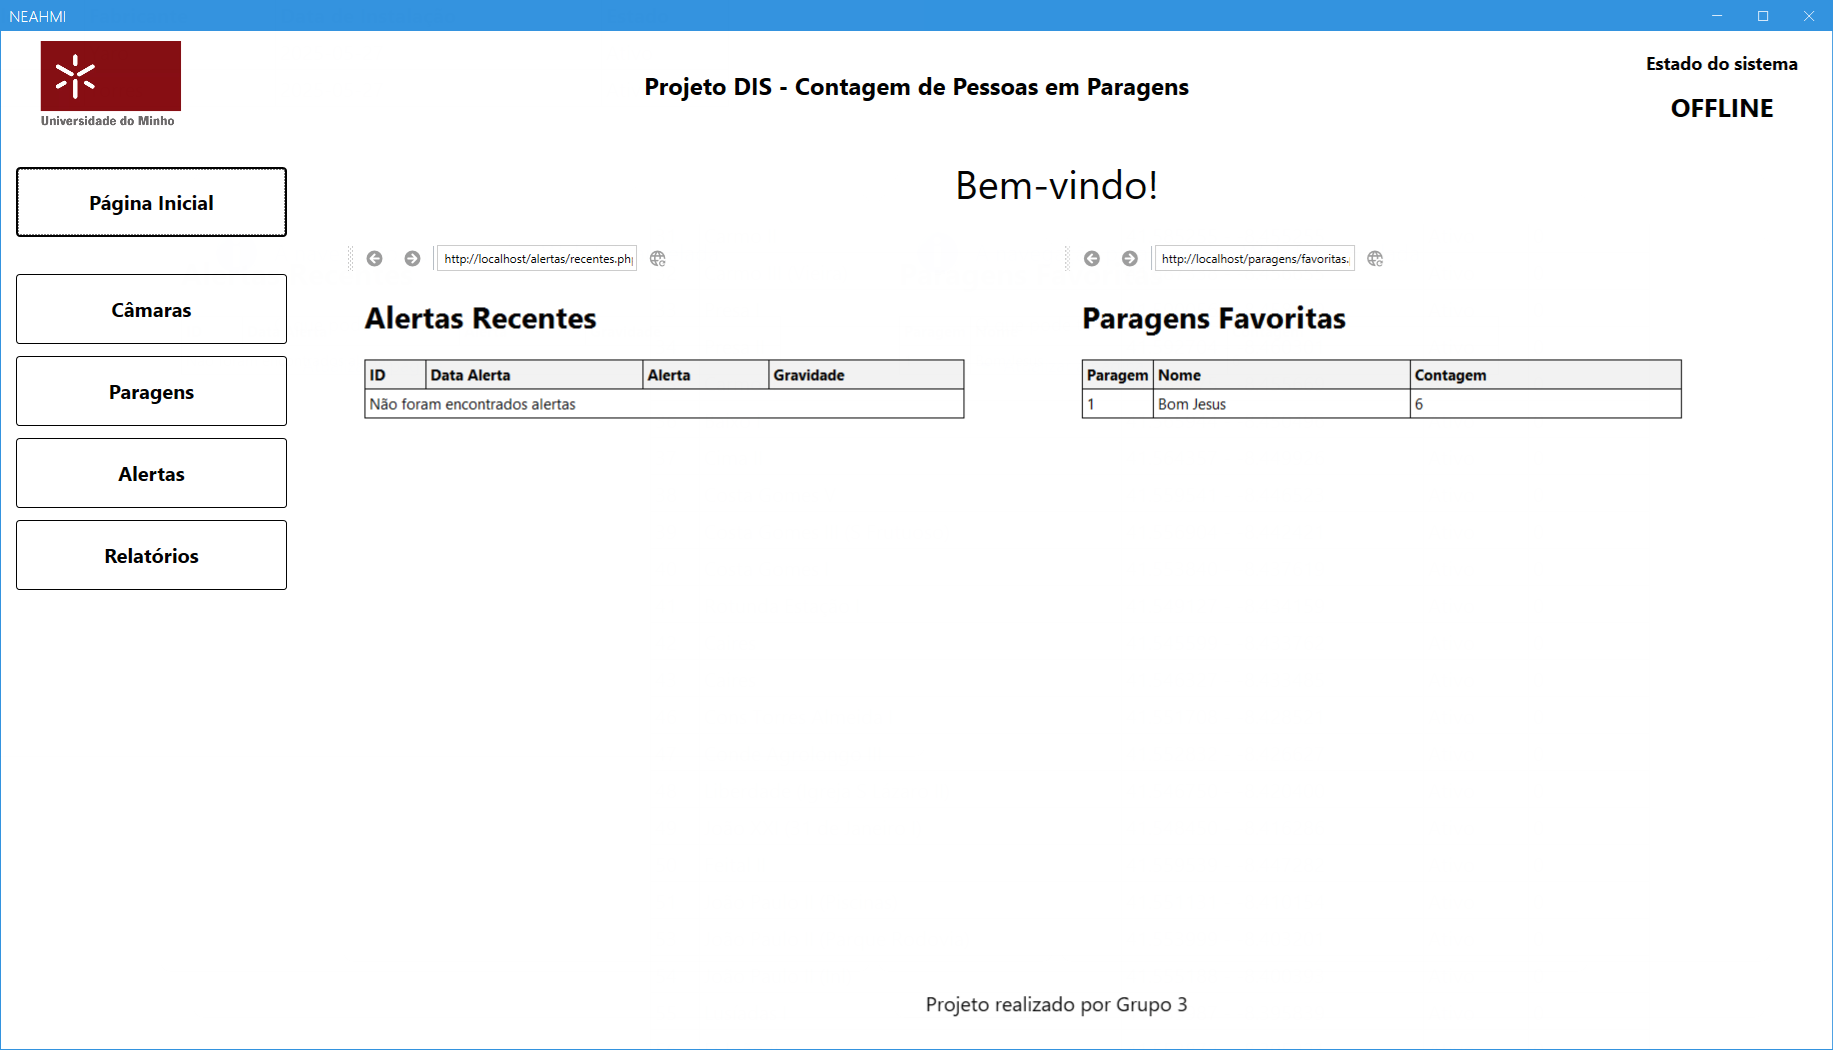 NEAHMI
Universidade do Minho
Projeto DIS - Contagem de Pessoas em Paragens
Estado do sistema
OFFLINE
Página Inicial
Câmaras
Paragens
Alertas
Relatórios
Bem-vindo!
http://localhost/alertas/recentes.php
Alertas Recentes
ID Data Alerta Alerta Gravidade
Não foram encontrados alertas
http://localhost/paragens/favoritas.
Paragens Favoritas
Paragem Nome Contagem
1 Bom Jesus 6
Projeto realizado por Grupo 3